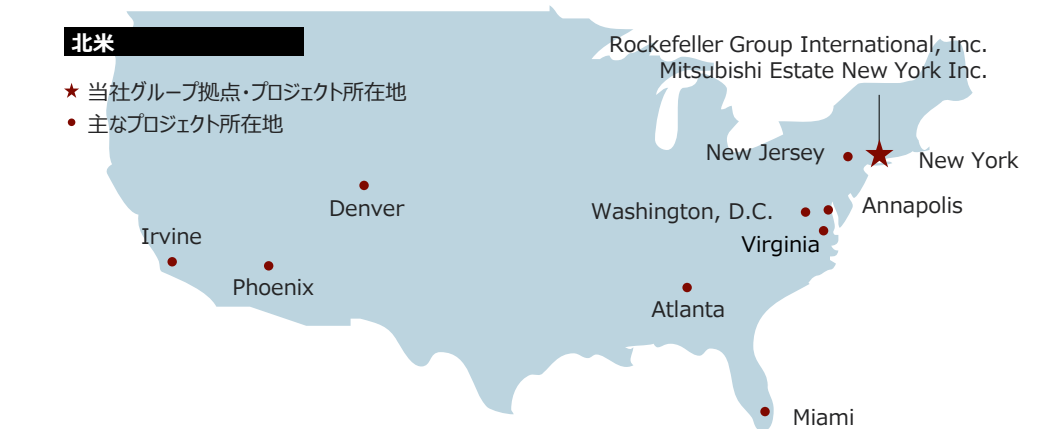 北米
★ 当社グループ拠点・プロジェクト所在地
● 主なプロジェクト所在地
Rockefeller Group International, Inc.
Mitsubishi Estate New York Inc.
New Jersey
New York
Denver
Washington, D.C.
Annapolis
Irvine
Virginia
Phoenix
Atlanta
Miami